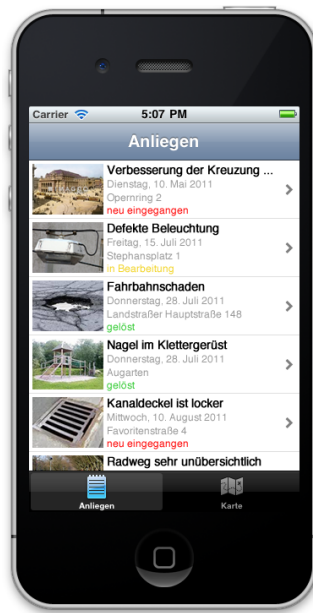 Carrier 5:07 PM
Anliegen
Verbesserung der Kreuzung ...
Dienstag, 10. Mai 2011
Opernring 2
neu eingegangen
Defekte Beleuchtung
Freitag, 15. Juli 2011
Stephansplatz 1
in Bearbeitung
Fahrbahnschaden
Donnerstag, 28. Juli 2011
Landstraßer Hauptstraße 148
gelöst
Nagel im Klettergerüst
Donnerstag, 28. Juli 2011
Augarten
gelöst
Kanaldeckel ist locker
Mittwoch, 10. August 2011
Favoritenstraße 4
neu eingegangen
Radweg sehr unübersichtlich
Anliegen Karte